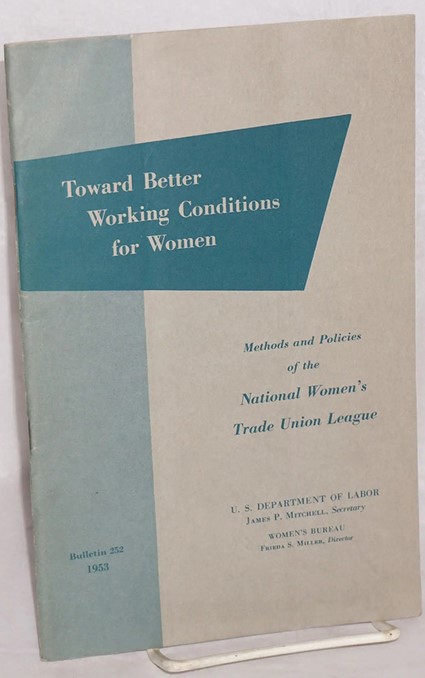 Toward Better
Working Conditions
for Women
Methods and Policies
of the
National Women's
Trade Union League
U. S. DEPARTMENT OF LABOR
JAMES P. MITCHELL, Secretary
WOMEN'S BUREAU
FRIEDA S. MILLER, Director
Bulletin 252
1953